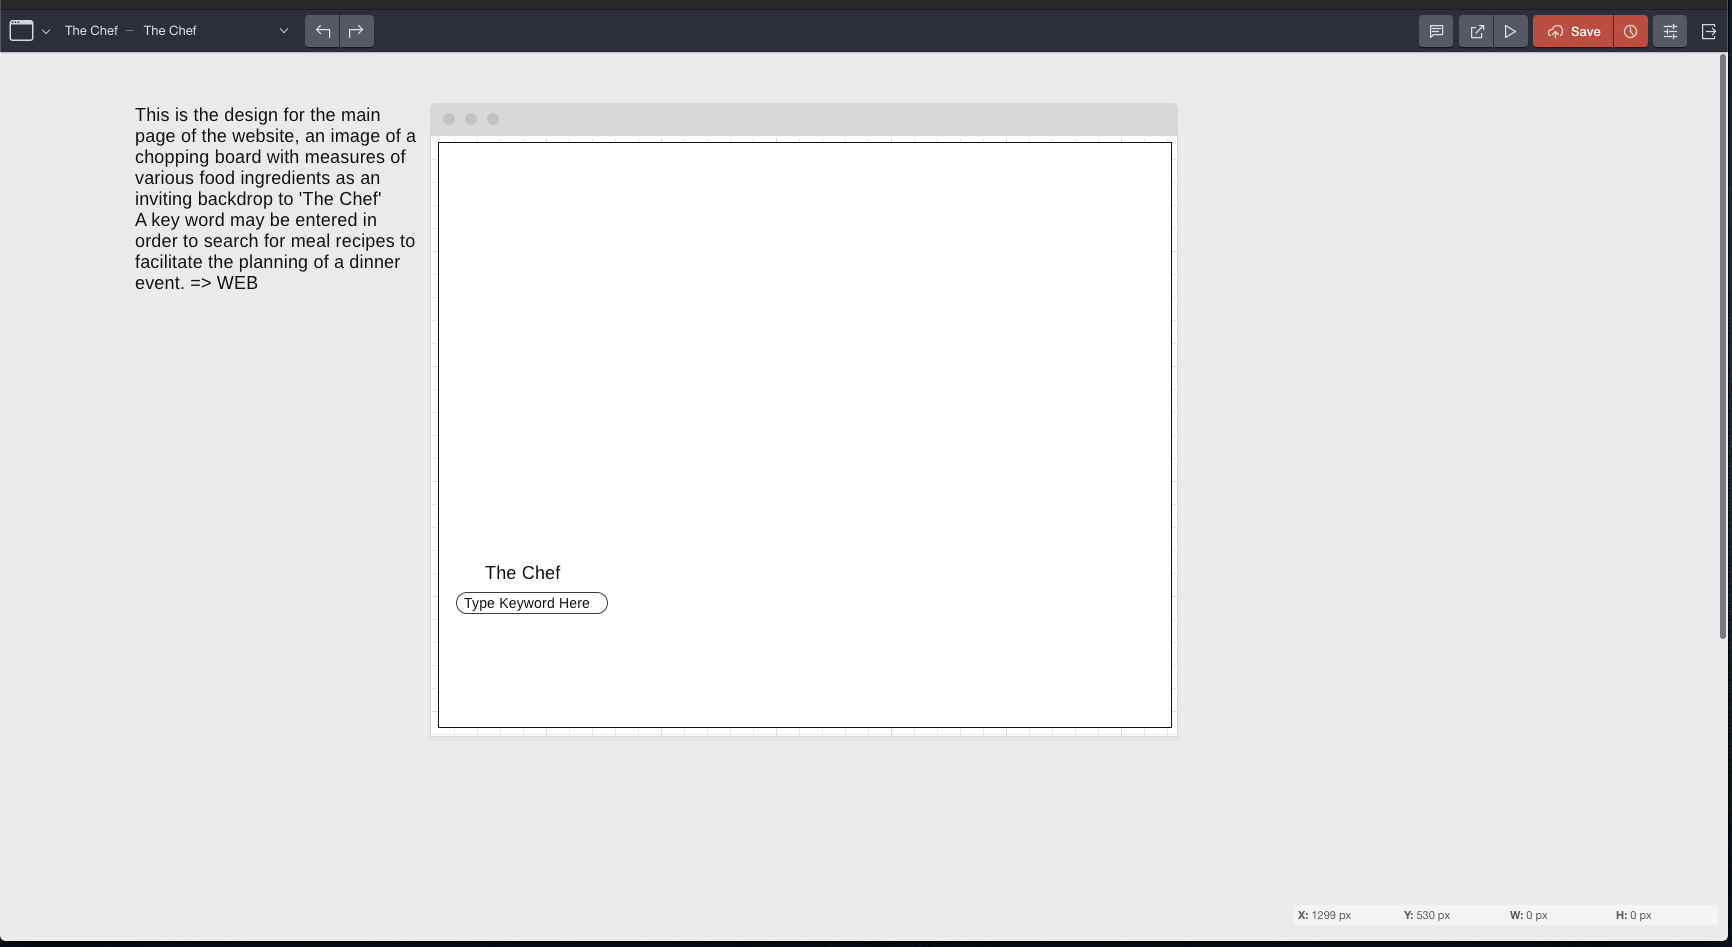 The Chef – The Chef
Save
This is the design for the main
page of the website, an image of a
chopping board with measures of
various food ingredients as an
inviting backdrop to 'The Chef'
A key word may be entered in
order to search for meal recipes to
facilitate the planning of a dinner
event. => WEB
The Chef
Type Keyword Here
X: 1299 px Y: 530 px W: 0 px H: 0 px